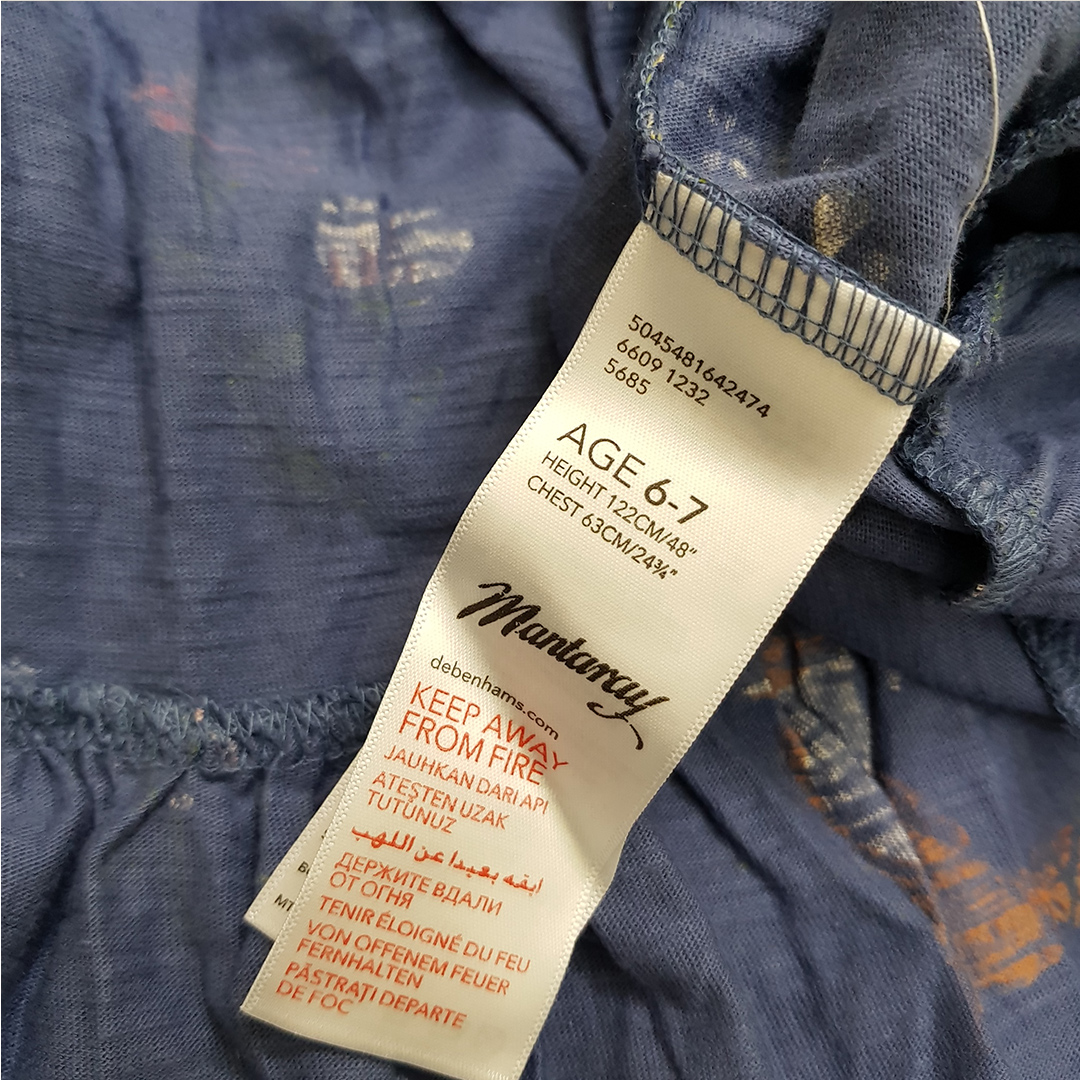 5045481642474
6609 1232
5685
AGE 6-7
HEIGHT 122CM/48"
CHEST 63CM/24¾"
Mantaray
debenhams.com
KEEP AWAY
FROM FIRE
JAUHKAN DARI API
ATEŞTEN UZAK
TUTUNUZ
ابقه بعيدا عن اللهب
ДЕРЖИТЕ ВДАЛИ
ОТ ОГНЯ
TENIR ÉLOIGNÉ DU FEU
VON OFFENEM FEUER
FERNHALTEN
PĂSTRAŢI DEPARTE
DE FOC